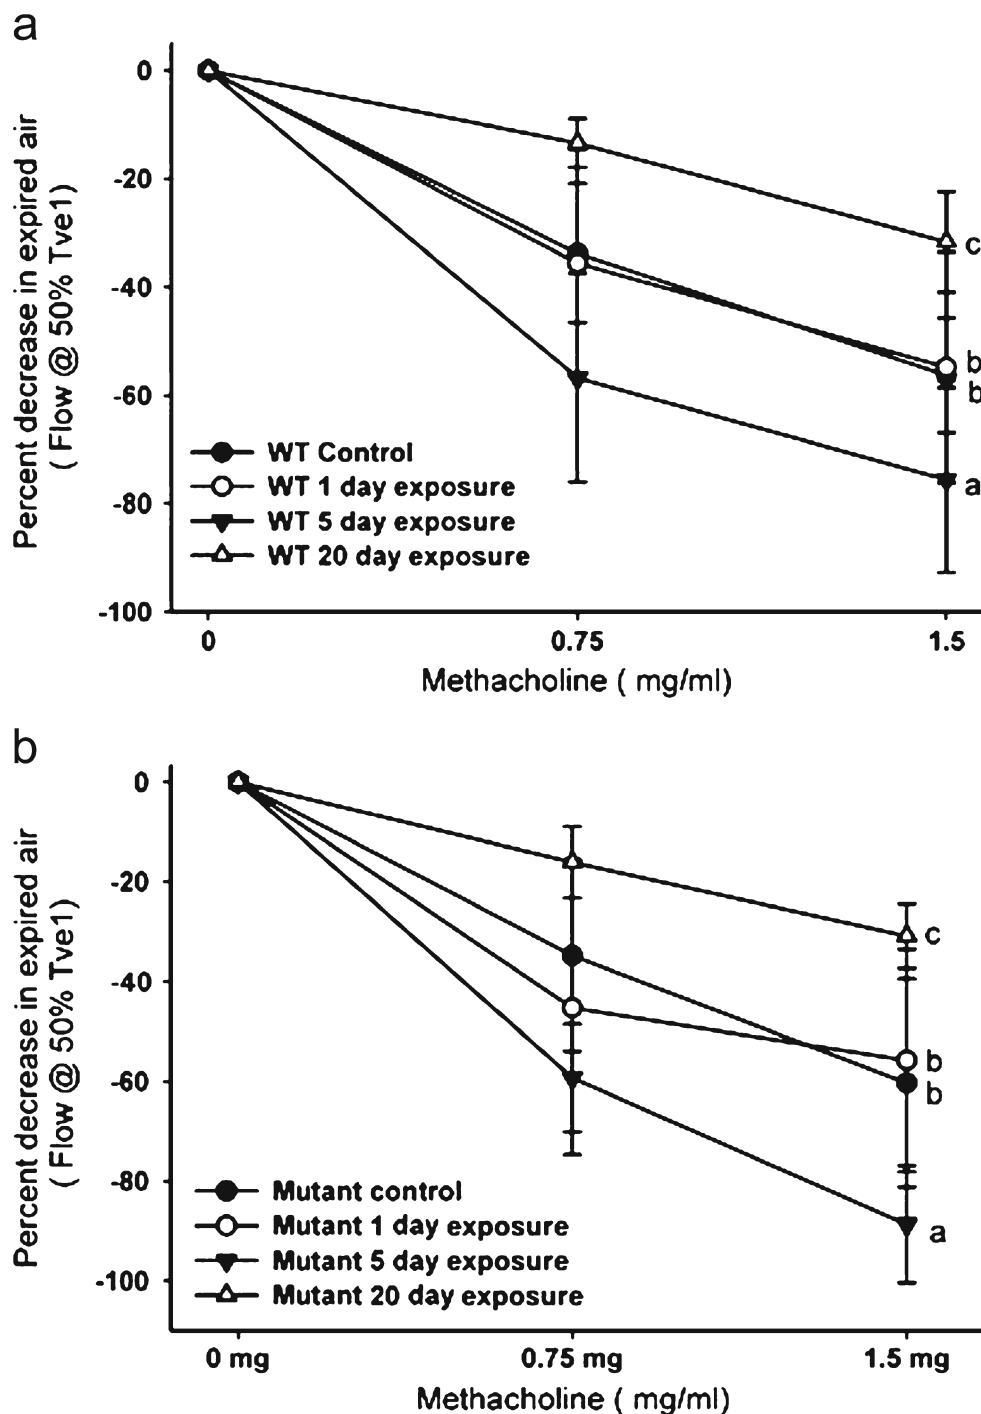 a
Percent decrease in expired air
( Flow @ 50% Tve1)
0
-20
-40
-60
-80
-100
c
b
b
a
WT Control
WT 1 day exposure
WT 5 day exposure
WT 20 day exposure
0
0.75
1.5
Methacholine ( mg/ml)
b
Percent decrease in expired air
( Flow @ 50% Tve1)
0
-20
-40
-60
-80
-100
c
b
b
a
Mutant control
Mutant 1 day exposure
Mutant 5 day exposure
Mutant 20 day exposure
0 mg
0.75 mg
1.5 mg
Methacholine ( mg/ml)